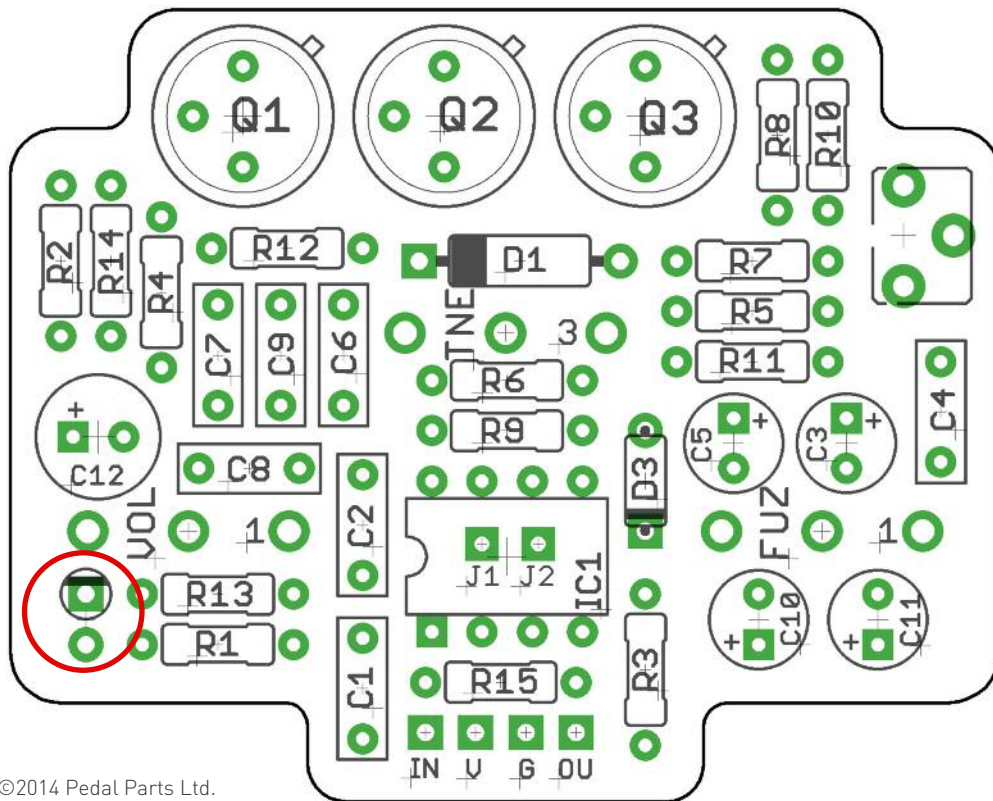 Q1 Q2 Q3
R8
R10
R2
R14
R4
R12
D1
R7
R5
R11
C7
C9
C6
TNE
3
R6
R9
C4
+
C12
C8
C5
+
C3
+
D3
VOL
1
C2
J1 J2
IC1
FUZ
1
R13
R1
C1
R15
R3
+
C10
+
C11
IN V G OU
©2014 Pedal Parts Ltd.